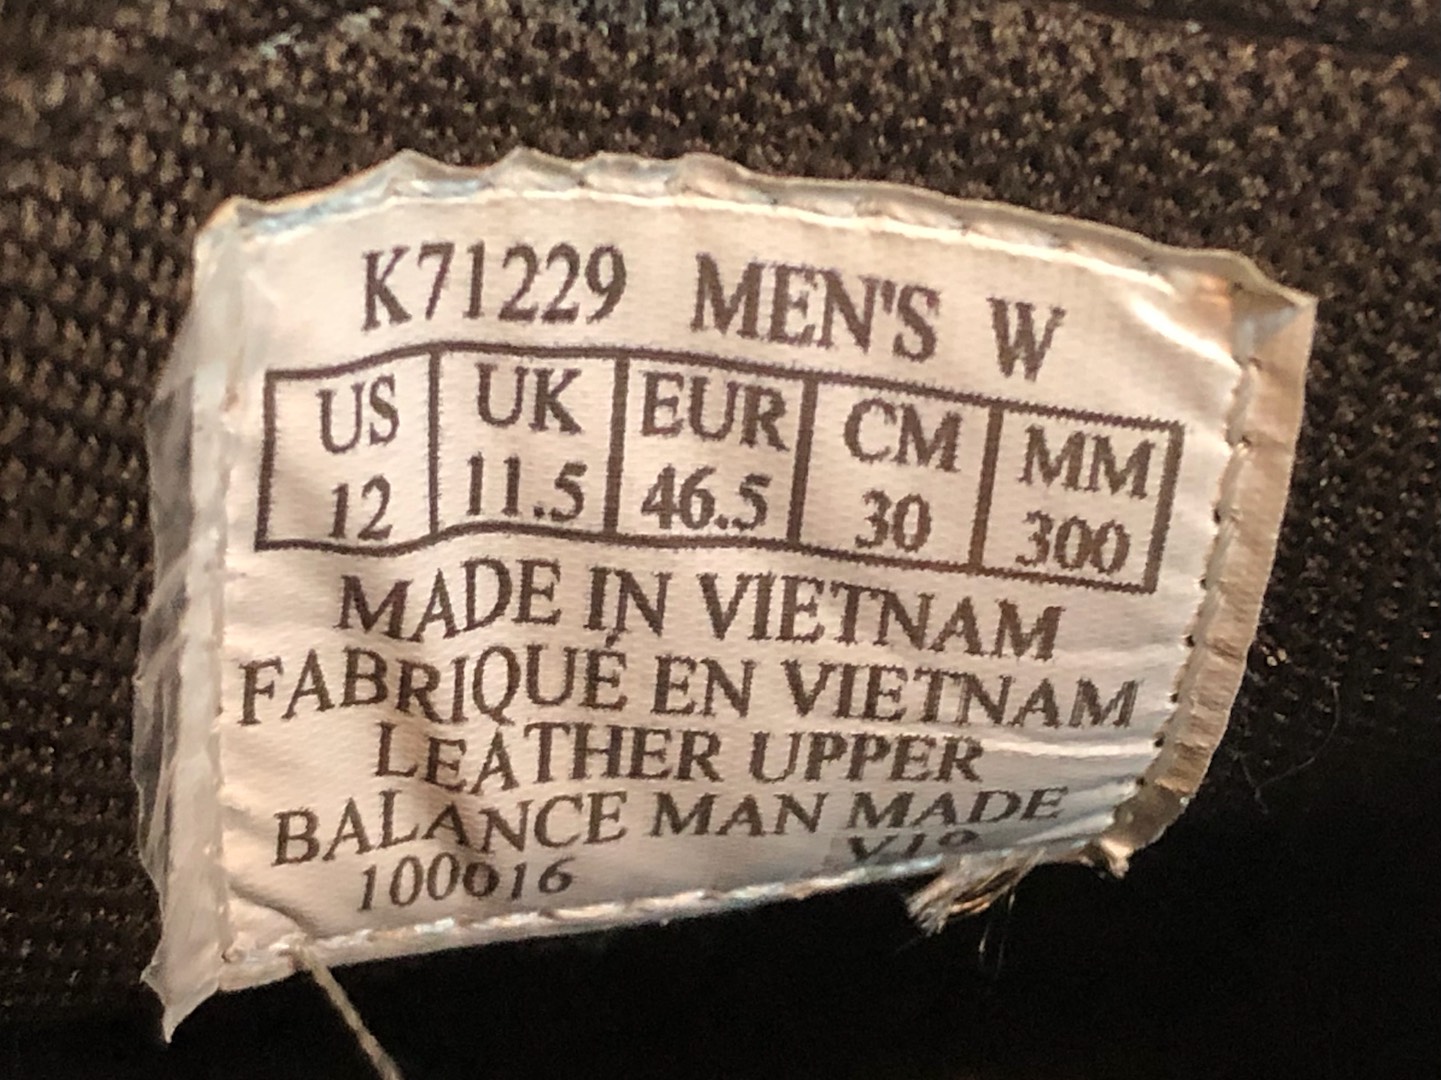 K71229 MEN'S W
US UK EUR CM MM
12 11.5 46.5 30 300
MADE IN VIETNAM
FABRIQUÉ EN VIETNAM
LEATHER UPPER
BALANCE MAN MADE
100016